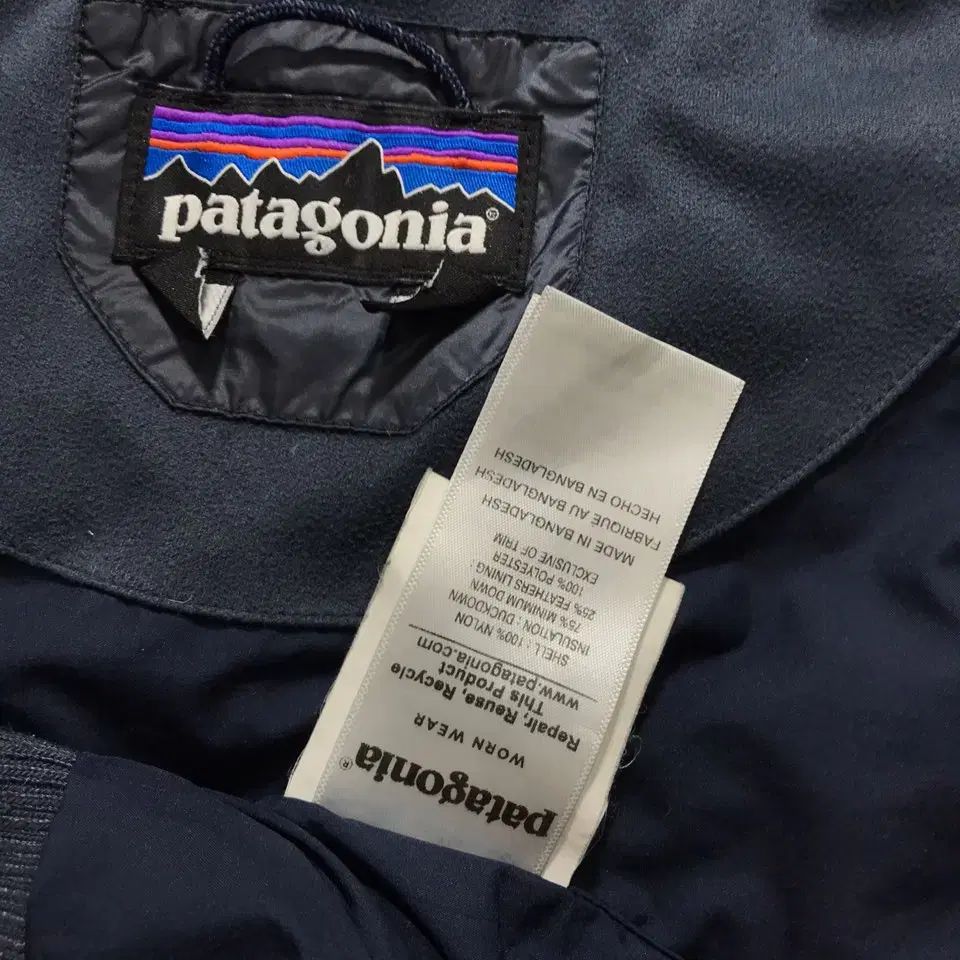 patagonia®
patagonia®
WORN WEAR
Repair, Reuse, Recycle
This Product
www.patagonia.com
SHELL : 100% NYLON
INSULATION : DUCKDOWN
75% MINIMUM DOWN
25% FEATHERS LINING :
100% POLYESTER
EXCLUSIVE OF TRIM
MADE IN BANGLADESH
FABRIQUÉ AU BANGLADESH
HECHO EN BANGLADESH